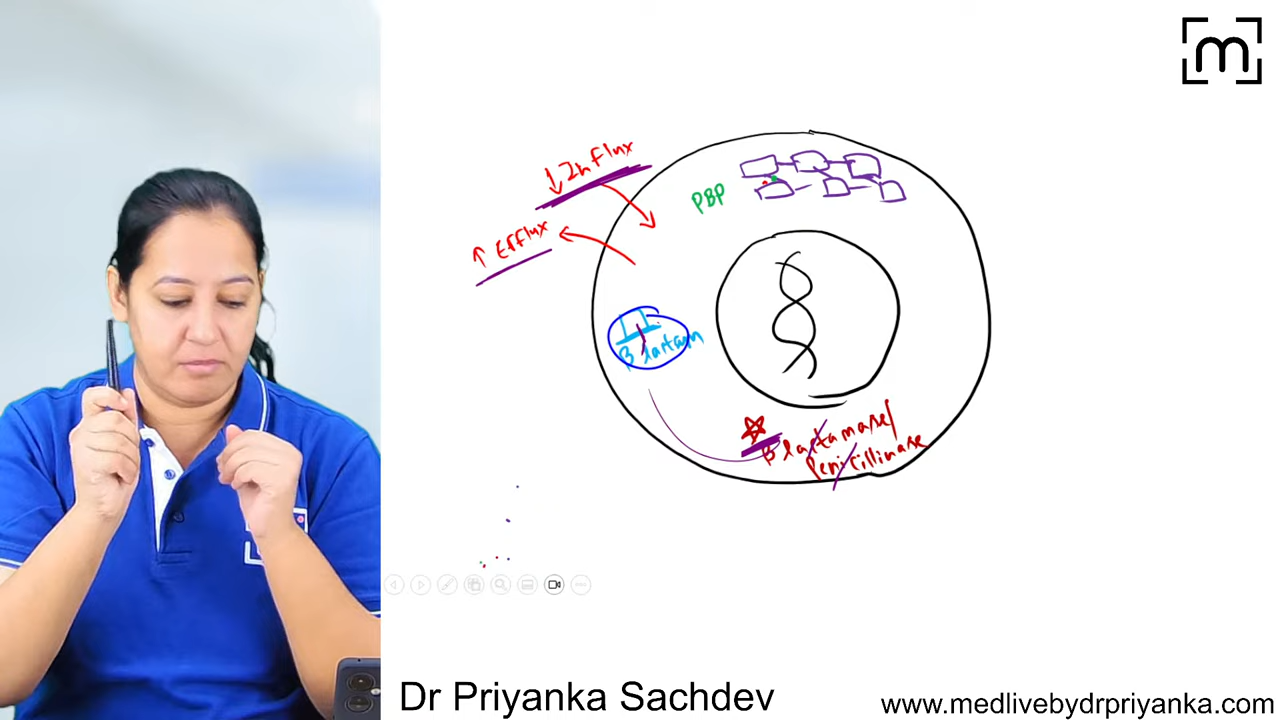 m
↓ Influx
↑ Efflux
PBP
β lactam
β lactamase/
Penicillinase
Dr Priyanka Sachdev
www.medlivebydrpriyanka.com